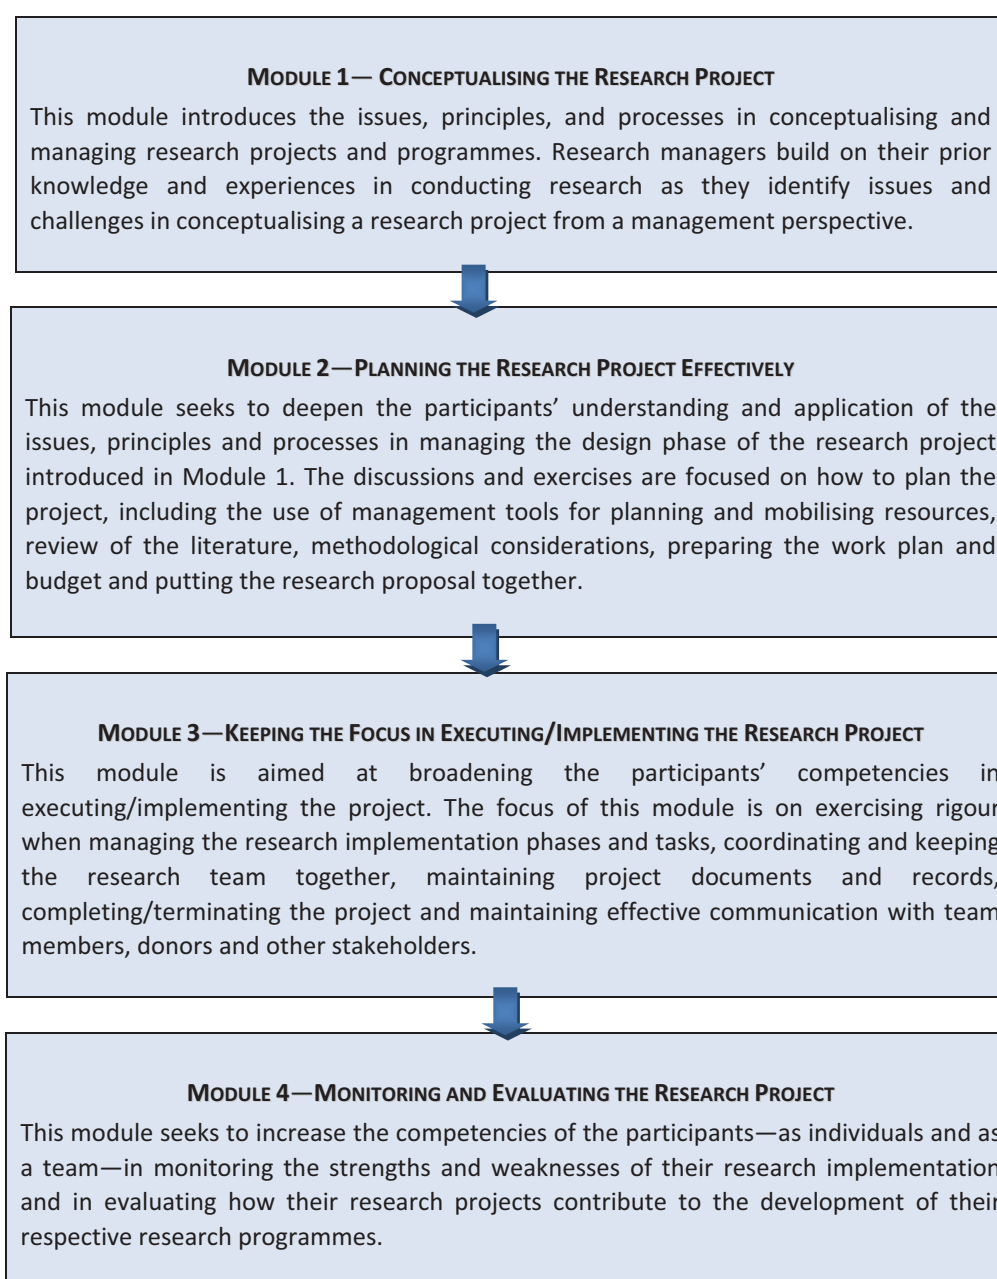 MODULE 1— CONCEPTUALISING THE RESEARCH PROJECT
This module introduces the issues, principles, and processes in conceptualising and
managing research projects and programmes. Research managers build on their prior
knowledge and experiences in conducting research as they identify issues and
challenges in conceptualising a research project from a management perspective.
MODULE 2—PLANNING THE RESEARCH PROJECT EFFECTIVELY
This module seeks to deepen the participants’ understanding and application of the
issues, principles and processes in managing the design phase of the research project
introduced in Module 1. The discussions and exercises are focused on how to plan the
project, including the use of management tools for planning and mobilising resources,
review of the literature, methodological considerations, preparing the work plan and
budget and putting the research proposal together.
MODULE 3—KEEPING THE FOCUS IN EXECUTING/IMPLEMENTING THE RESEARCH PROJECT
This module is aimed at broadening the participants’ competencies in
executing/implementing the project. The focus of this module is on exercising rigour
when managing the research implementation phases and tasks, coordinating and keeping
the research team together, maintaining project documents and records,
completing/terminating the project and maintaining effective communication with team
members, donors and other stakeholders.
MODULE 4—MONITORING AND EVALUATING THE RESEARCH PROJECT
This module seeks to increase the competencies of the participants—as individuals and as
a team—in monitoring the strengths and weaknesses of their research implementation
and in evaluating how their research projects contribute to the development of their
respective research programmes.